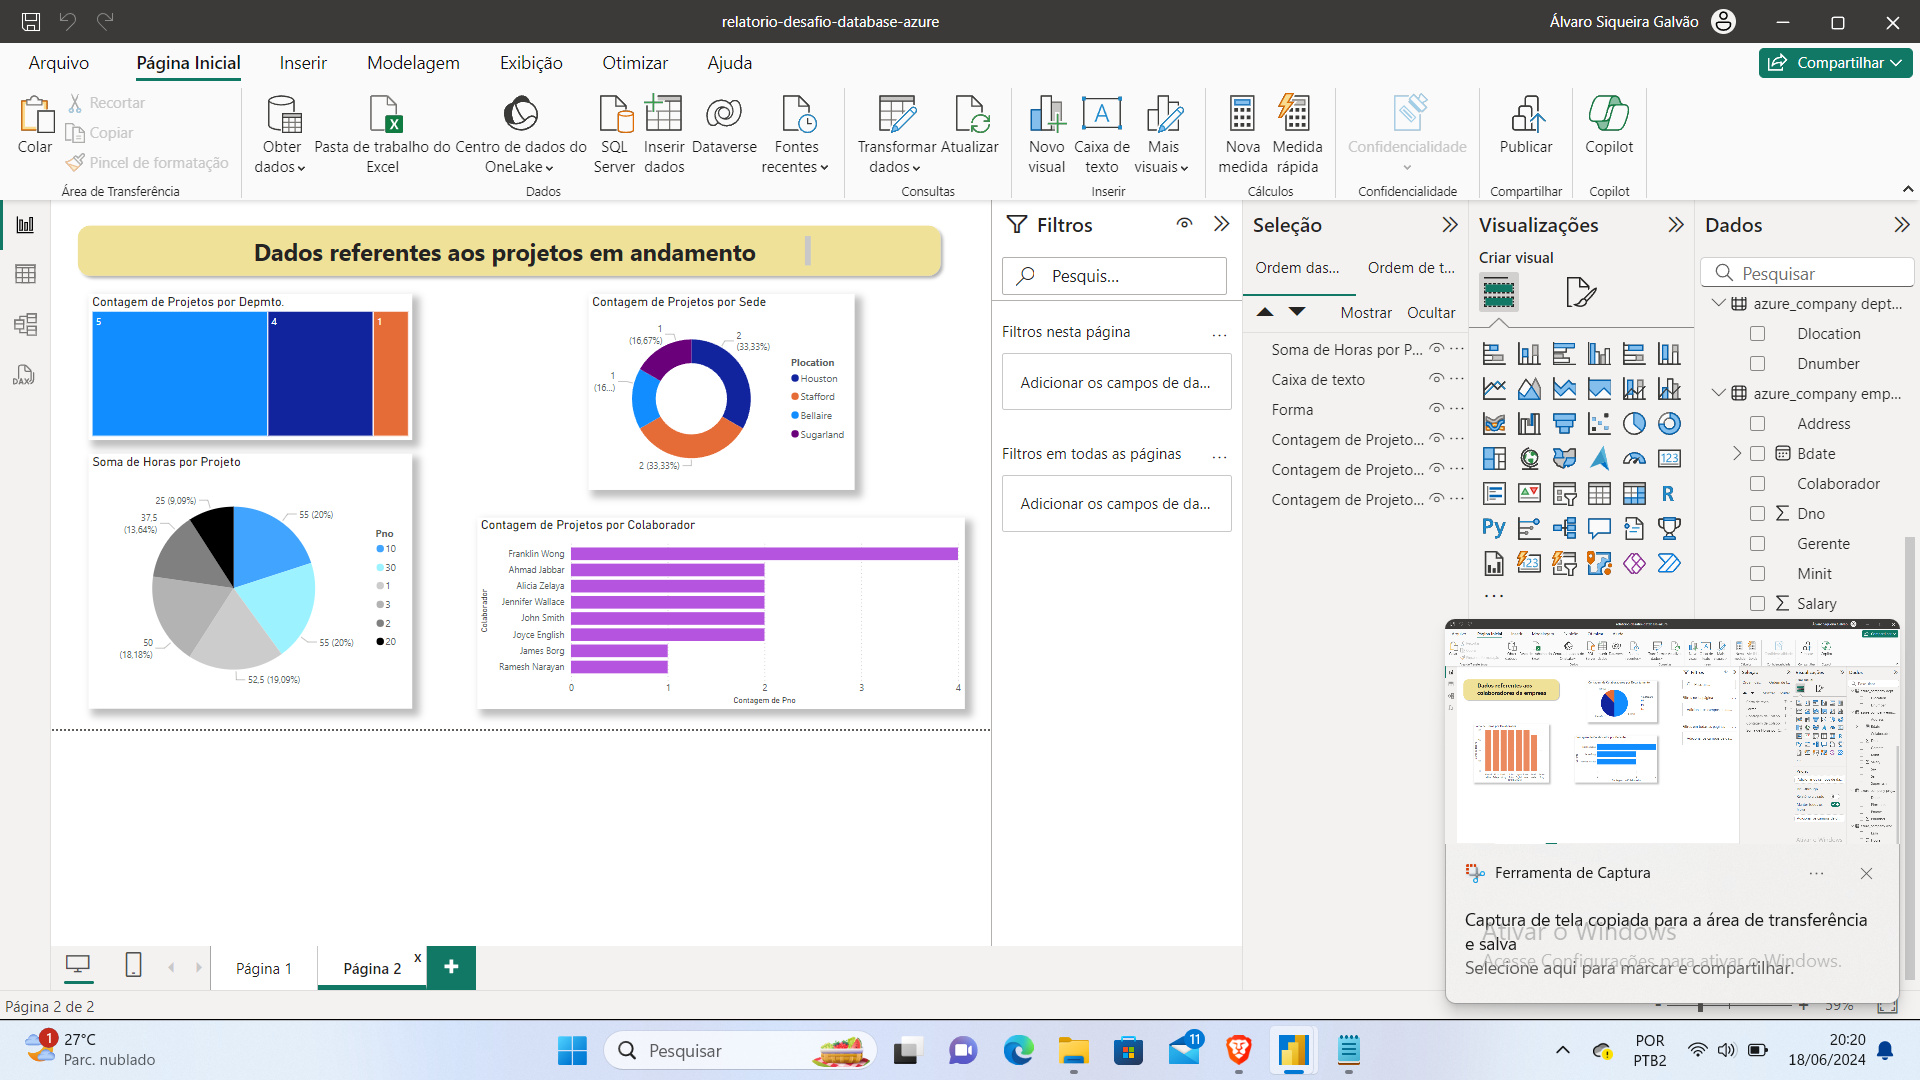 relatorio-desafio-database-azure
Álvaro Siqueira Galvão
Arquivo
Página Inicial
Inserir
Modelagem
Exibição
Otimizar
Ajuda
Compartilhar
Colar
Recortar
Copiar
Pincel de formatação
Área de Transferência
Obter
dados
Pasta de trabalho do
Excel
Centro de dados do
OneLake
SQL
Server
Inserir
dados
Dataverse
Fontes
recentes
Dados
Transformar
dados
Atualizar
Consultas
Novo
visual
Caixa de
texto
Mais
visuais
Inserir
Nova
medida
Medida
rápida
Cálculos
Confidencialidade
Confidencialidade
Publicar
Compartilhar
Copilot
Copilot
Dados referentes aos projetos em andamento
Contagem de Projetos por Depmto.
5
4
1
Contagem de Projetos por Sede
1
(16,67%)
2
(33,33%)
1
(16...)
2 (33,33%)
Plocation
Houston
Stafford
Bellaire
Sugarland
Soma de Horas por Projeto
25 (9,09%)
55 (20%)
37,5
(13,64%)
50
(18,18%)
55 (20%)
52,5 (19,09%)
Pno
10
30
1
3
2
20
Contagem de Projetos por Colaborador
Colaborador
Franklin Wong
Ahmad Jabbar
Alicia Zelaya
Jennifer Wallace
John Smith
Joyce English
James Borg
Ramesh Narayan
0 1 2 3 4
Contagem de Pno
Filtros
Pesquis...
Filtros nesta página
...
Adicionar os campos de da...
Filtros em todas as páginas
...
Adicionar os campos de da...
Seleção
Ordem das...
Ordem de t...
Mostrar
Ocultar
Soma de Horas por P...
Caixa de texto
Forma
Contagem de Projeto...
Contagem de Projeto...
Contagem de Projeto...
Visualizações
Criar visual
R
Py
123
123
...
Dados
Pesquisar
azure_company dept...
Dlocation
Dnumber
azure_company emp...
Address
Bdate
Colaborador
Dno
Gerente
Minit
Salary
DAX
Dados referentes aos
colaboradores da empresa
Ferramenta de Captura
Captura de tela copiada para a área de transferência
e salva
Selecione aqui para marcar e compartilhar.
Ativar o Windows
Acesse Configurações para ativar o Windows.
Página 1
Página 2
x
+
Página 2 de 2
- + 59%
1
27°C
Parc. nublado
Pesquisar
11
POR
PTB2
20:20
18/06/2024